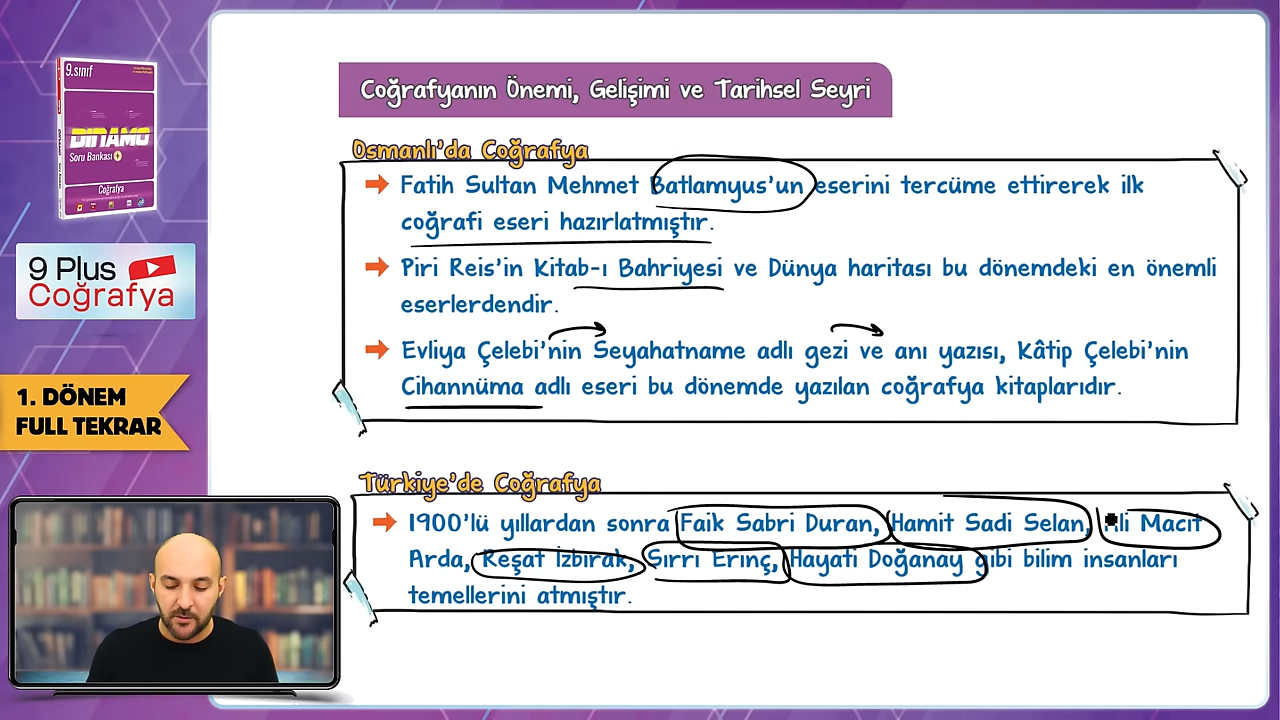 9.sınıf
DINAMO
Soru Bankası +
Coğrafya
9 Plus
Coğrafya
1. DÖNEM
FULL TEKRAR
Coğrafyanın Önemi, Gelişimi ve Tarihsel Seyri
Osmanlı'da Coğrafya
Fatih Sultan Mehmet Batlamyus'un eserini tercüme ettirerek ilk
coğrafi eseri hazırlatmıştır.
Piri Reis'in Kitab-ı Bahriyesi ve Dünya haritası bu dönemdeki en önemli
eserlerdendir.
Evliya Çelebi'nin Seyahatname adlı gezi ve anı yazısı, Kâtip Çelebi'nin
Cihannüma adlı eseri bu dönemde yazılan coğrafya kitaplarıdır.
Türkiye'de Coğrafya
1900'lü yıllardan sonra Faik Sabri Duran, Hamit Sadi Selan, Ali Macit
Arda, Reşat İzbırak, Sırrı Erinç, Hayati Doğanay gibi bilim insanları
temellerini atmıştır.